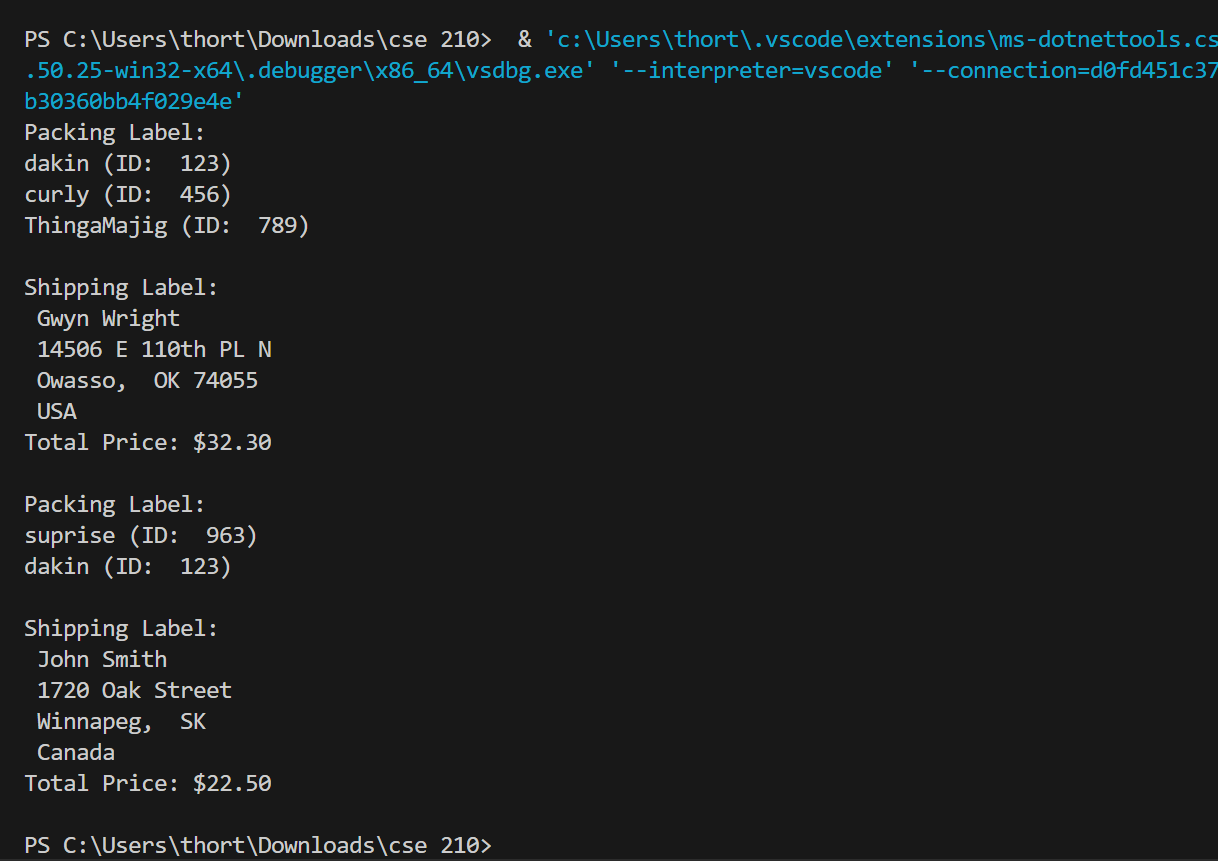 PS C:\Users\thort\Downloads\cse 210>  & 'c:\Users\thort\.vscode\extensions\ms-dotnettools.cs
.50.25-win32-x64\.debugger\x86_64\vsdbg.exe' '--interpreter=vscode' '--connection=d0fd451c37
b30360bb4f029e4e'
Packing Label:
dakin (ID:  123)
curly (ID:  456)
ThingaMajig (ID:  789)
Shipping Label:
Gwyn Wright
14506 E 110th PL N
Owasso,  OK 74055
USA
Total Price: $32.30
Packing Label:
suprise (ID:  963)
dakin (ID:  123)
Shipping Label:
John Smith
1720 Oak Street
Winnapeg,  SK
Canada
Total Price: $22.50
PS C:\Users\thort\Downloads\cse 210>